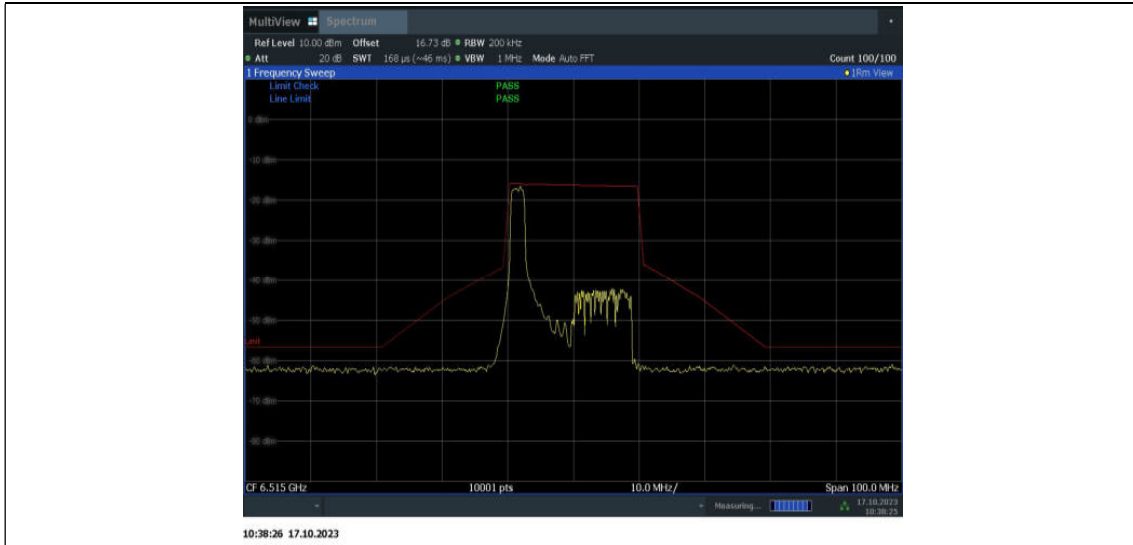 MultiView Spectrum
Ref Level 10.00 dBm Offset 16.73 dB RBW 200 kHz
Att 20 dB SWT 168 µs (~46 ms) VBW 1 MHz Mode Auto FFT Count 100/100
1 Frequency Sweep 1Rm View
Limit Check PASS
Line Limit PASS
0 dBm
-10 dBm
-20 dBm
-30 dBm
-40 dBm
-50 dBm
Limit
-60 dBm
-70 dBm
-80 dBm
CF 6.515 GHz 10001 pts 10.0 MHz/ Span 100.0 MHz
Measuring... 17.10.2023
10:38:25
10:38:26 17.10.2023